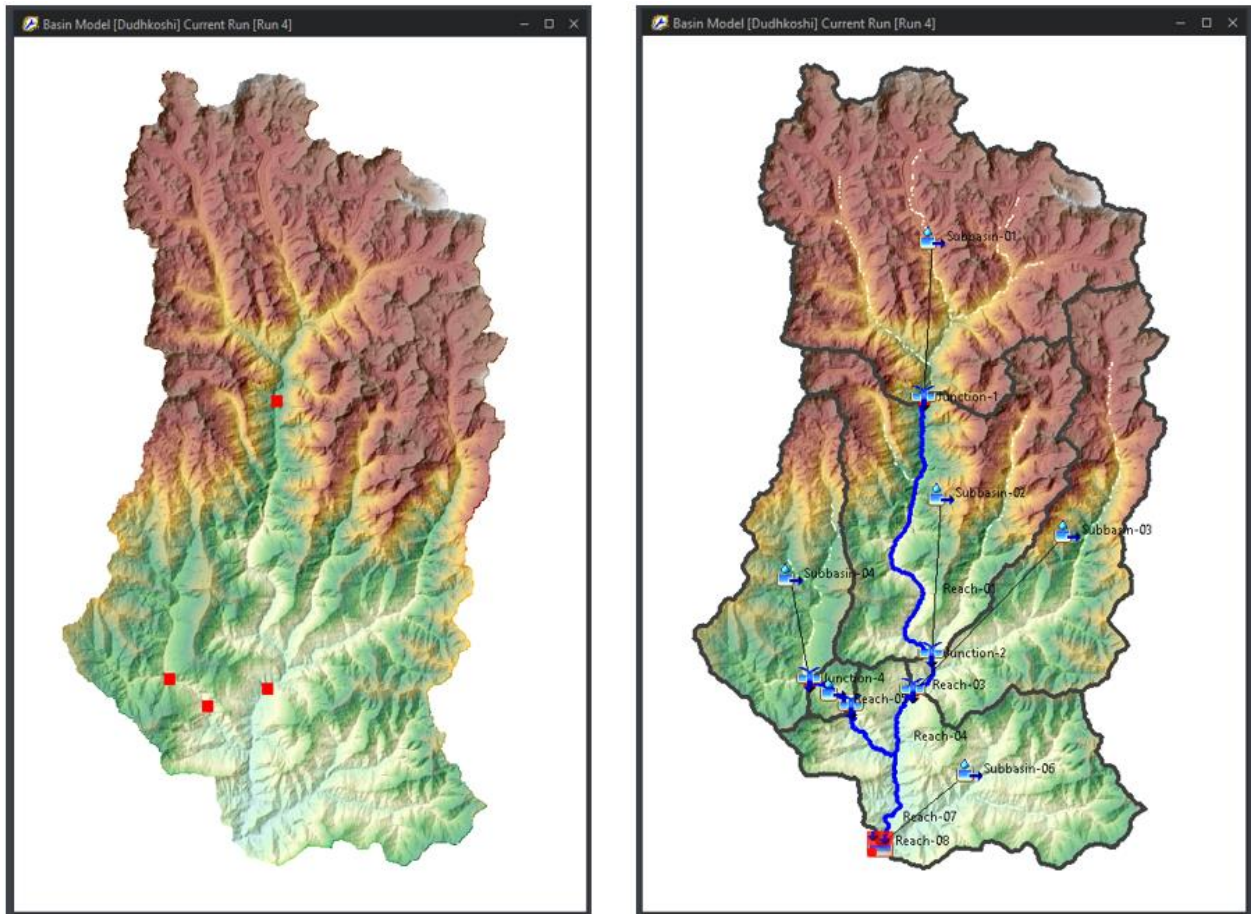 Basin Model [Dudhkoshi] Current Run [Run 4]
Basin Model [Dudhkoshi] Current Run [Run 4]
Subbasin-01
Junction-1
Subbasin-02
Subbasin-03
Subbasin-04
Reach-01
Junction-2
Junction-4
Reach-03
Reach-05
Reach-04
Subbasin-06
Reach-07
Reach-08